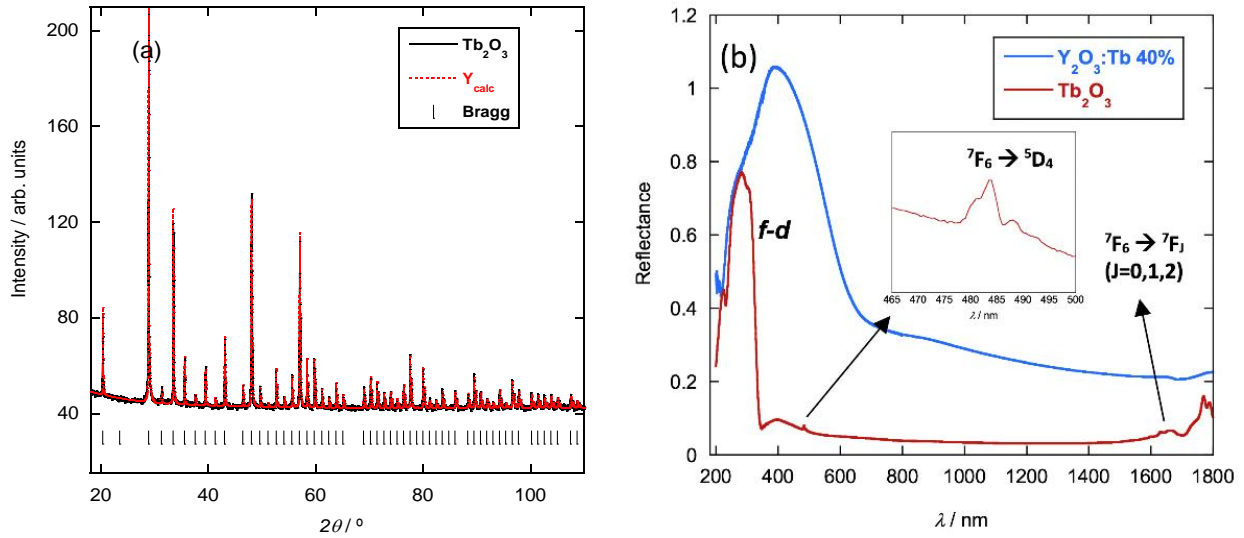 (a)
Tb₂O₃
Y_calc
Bragg
Intensity / arb. units
210
160
120
80
40
20
40
60
80
100
2θ / º
(b)
Y₂O₃:Tb 40%
Tb₂O₃
Reflectance
1.2
1
0.8
0.6
0.4
0.2
0
f-d
⁷F₆ → ⁵D₄
465 470 475 480 485 490 495 500
λ / nm
⁷F₆ → ⁷F_J
(J=0,1,2)
200 400 600 800 1000 1200 1400 1600 1800
λ / nm